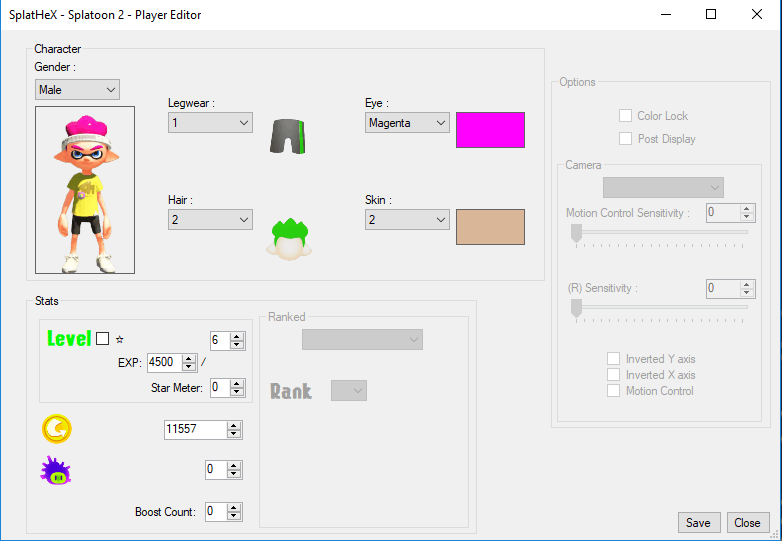 SplatHeX - Splatoon 2 - Player Editor
Character
Gender :
Male
Legwear :
1
Eye :
Magenta
Hair :
2
Skin :
2
Options
Color Lock
Post Display
Camera
Motion Control Sensitivity :
0
(R) Sensitivity :
0
Inverted Y axis
Inverted X axis
Motion Control
Stats
Level ☆ 6
EXP: 4500 /
Star Meter: 0
11557
0
Boost Count: 0
Ranked
Rank
Save Close